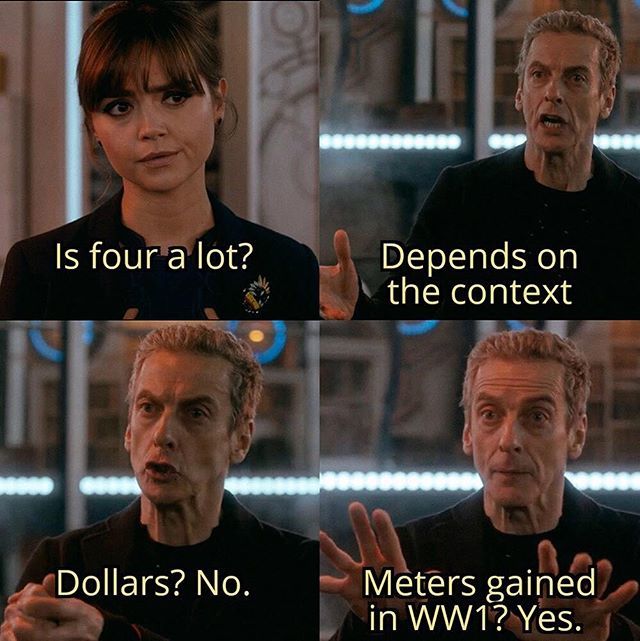 Is four a lot?
Depends on
the context
Dollars? No.
Meters gained
in WW1? Yes.